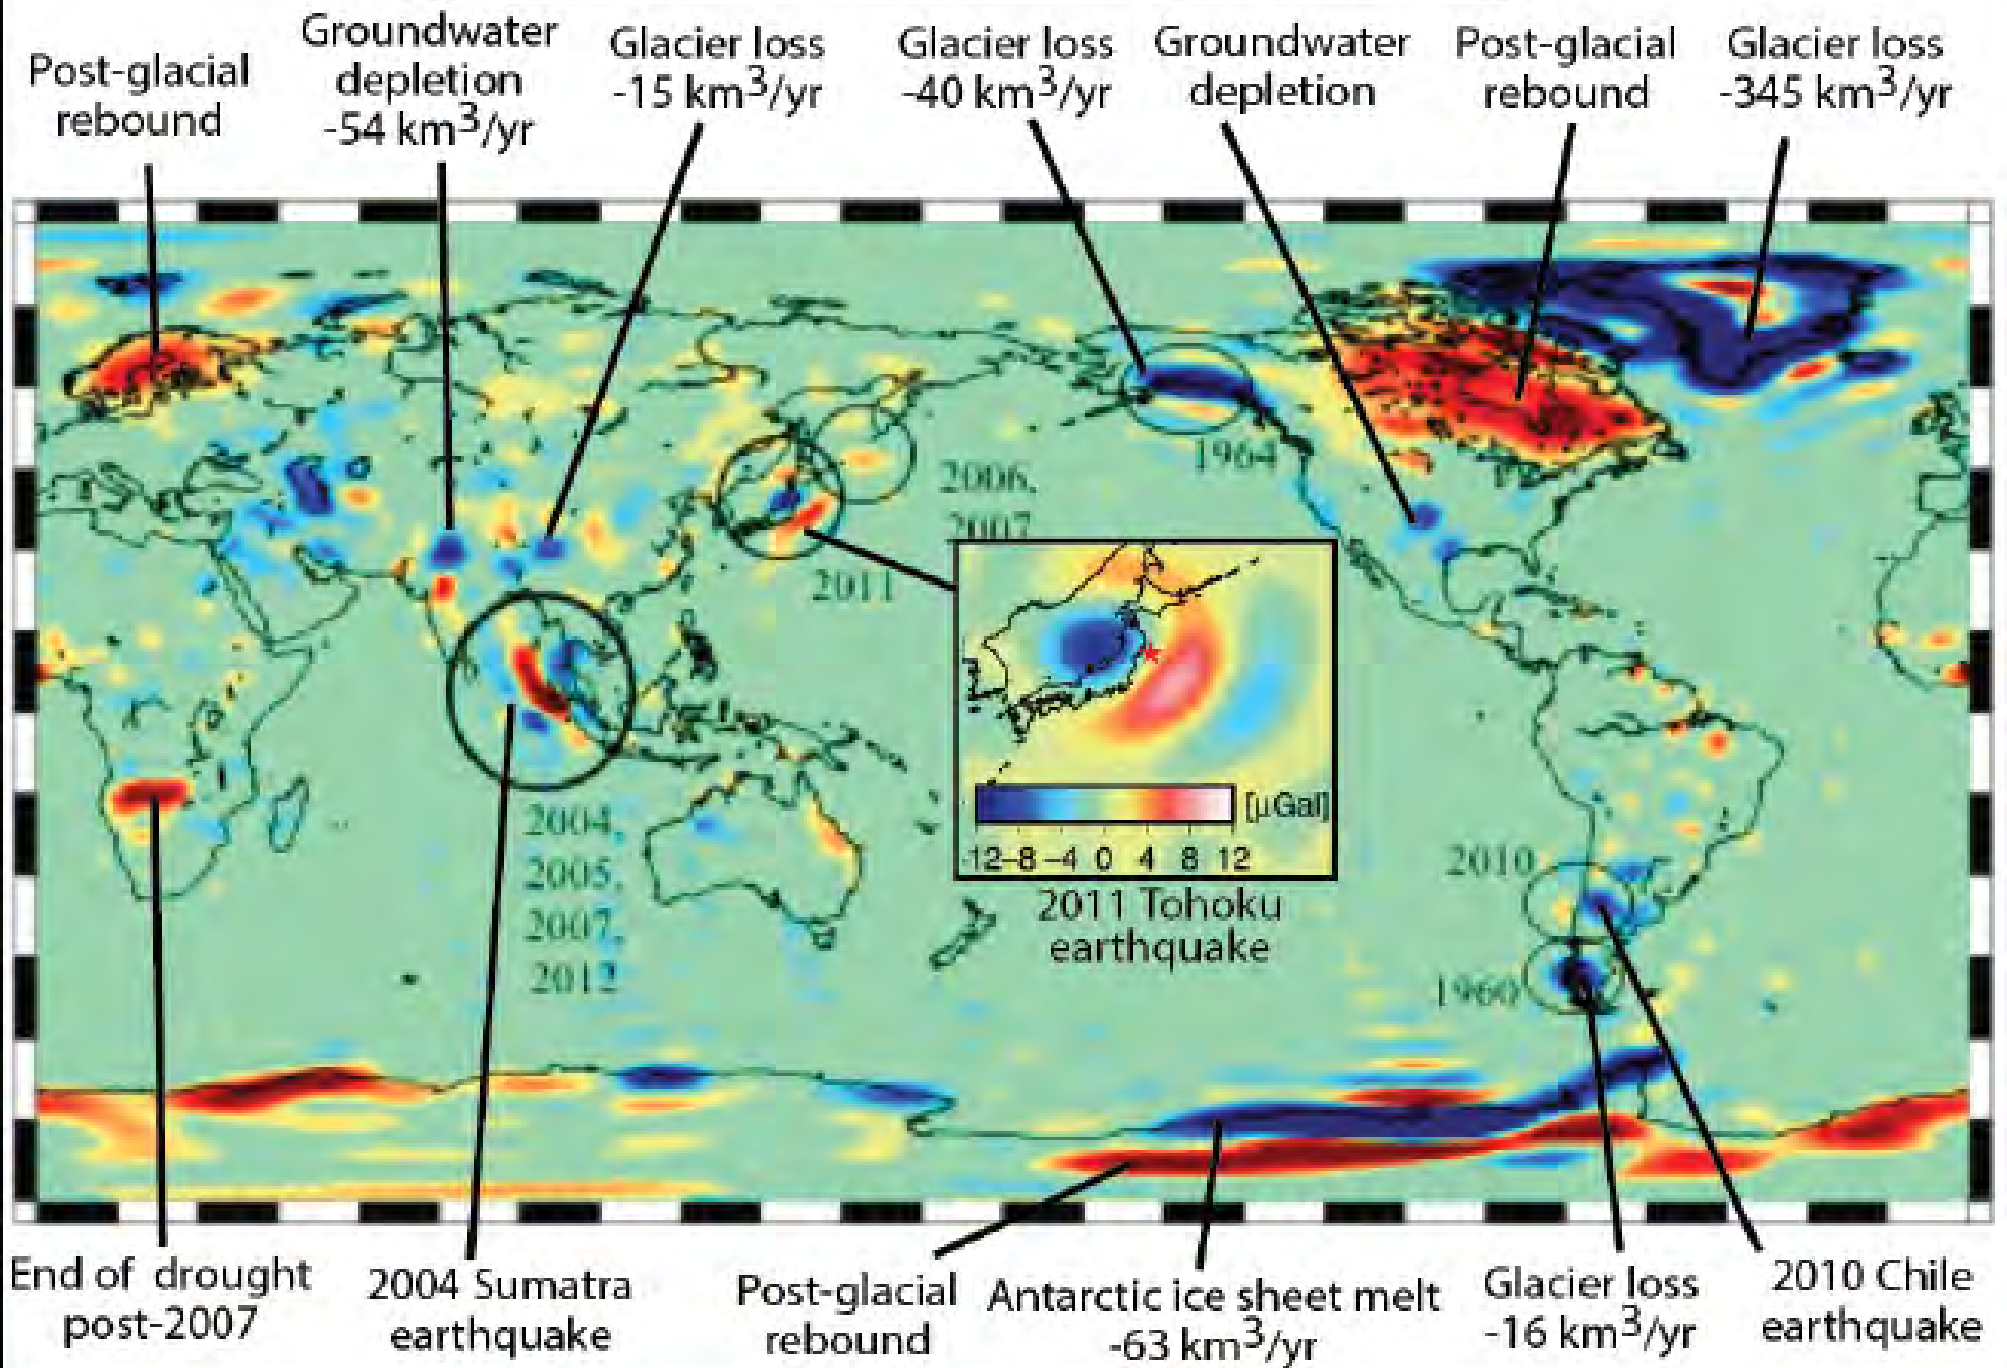 Post-glacial
rebound
Groundwater
depletion
-54 km³/yr
Glacier loss
-15 km³/yr
Glacier loss
-40 km³/yr
Groundwater
depletion
Post-glacial
rebound
Glacier loss
-345 km³/yr
1964
2006,
2007
2011
[µGal]
-12 -8 -4 0 4 8 12
2011 Tohoku
earthquake
2004,
2005,
2007,
2012
2010
1960
End of drought
post-2007
2004 Sumatra
earthquake
Post-glacial
rebound
Antarctic ice sheet melt
-63 km³/yr
Glacier loss
-16 km³/yr
2010 Chile
earthquake